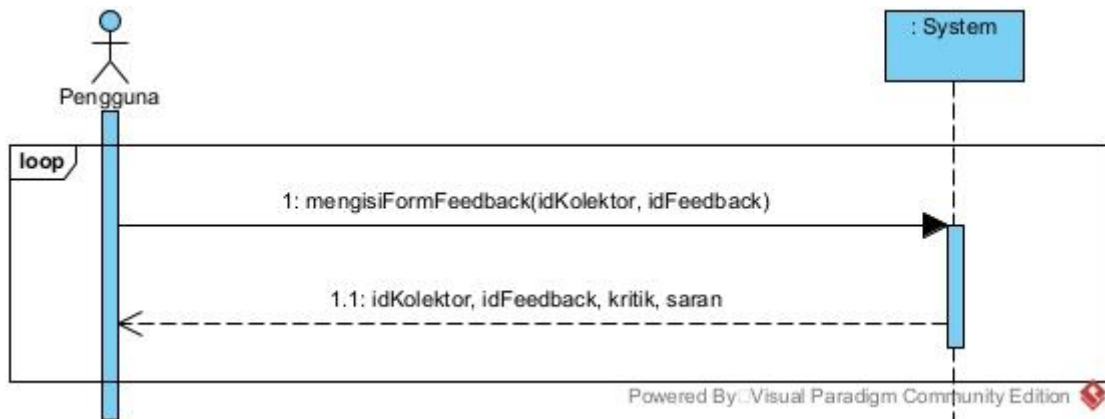 : System
Pengguna
loop
1: mengisiFormFeedback(idKolektor, idFeedback)
1.1: idKolektor, idFeedback, kritik, saran
Powered By Visual Paradigm Community Edition